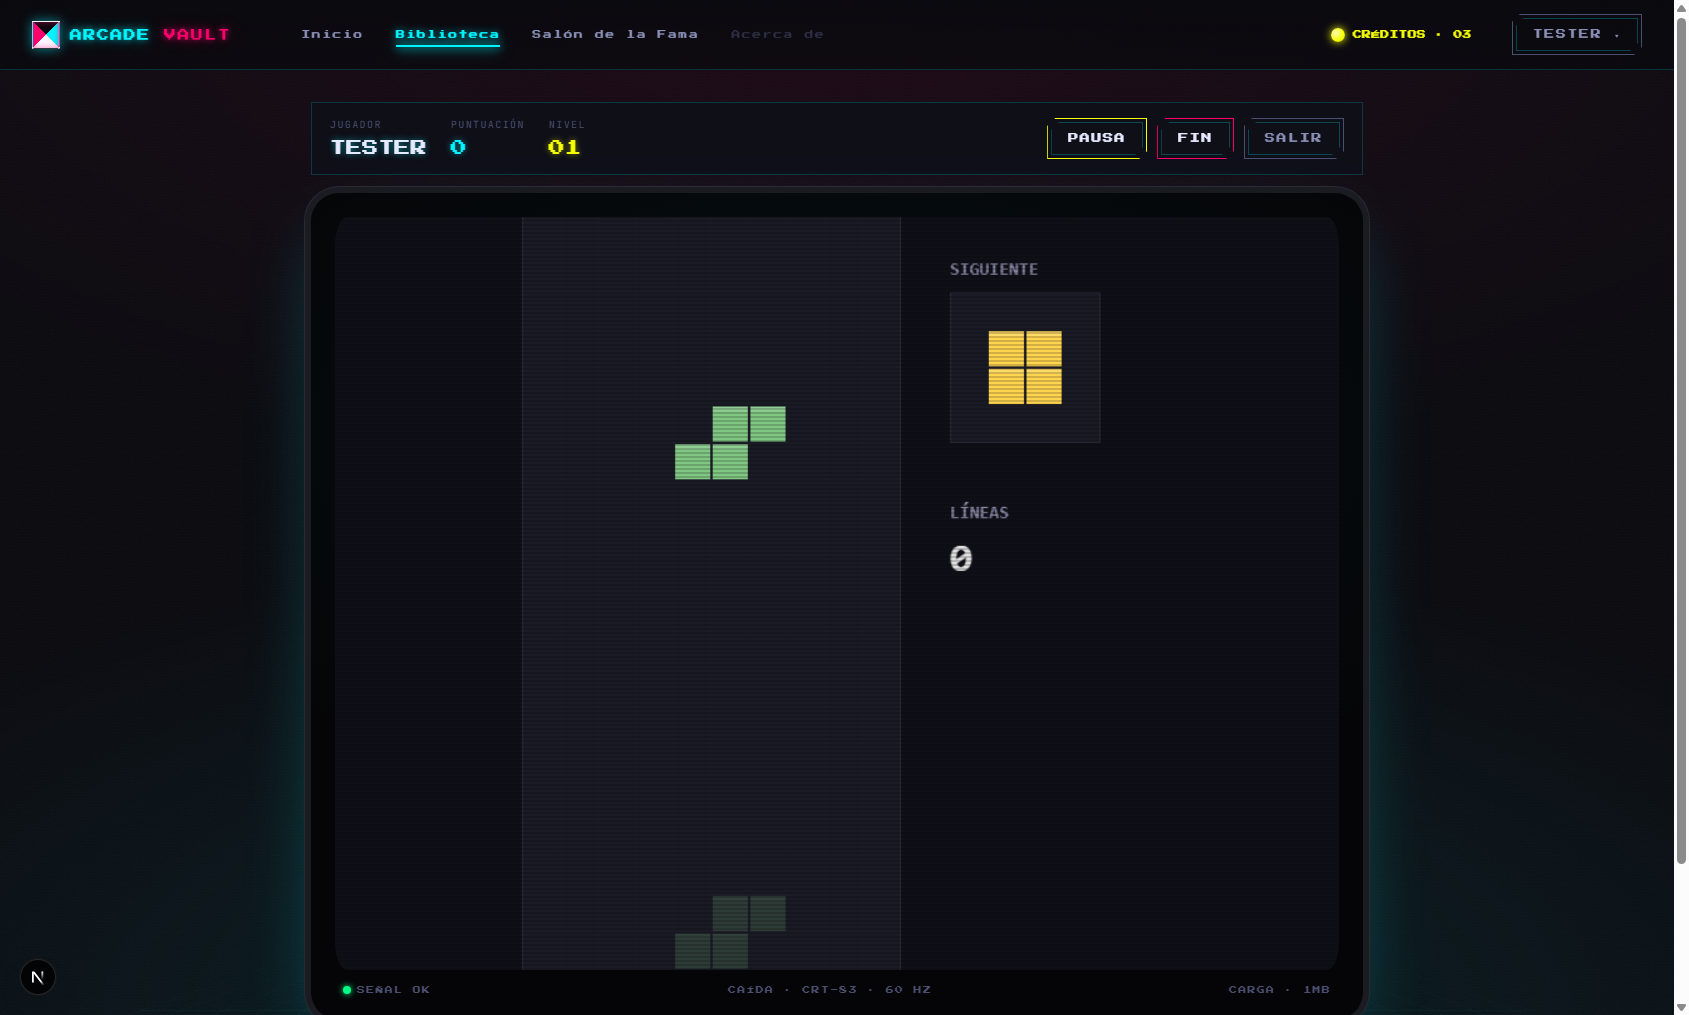 ARCADE VAULT
Inicio
Biblioteca
Salón de la Fama
Acerca de
CRéDITOS · 03
TESTER
JUGADOR
TESTER
PUNTUACIÓN
0
NIVEL
01
PAUSA
FIN
SALIR
SIGUIENTE
LÍNEAS
0
N
SEÑAL OK
CAíDA · CRT-83 · 60 HZ
CARGA · 1MB